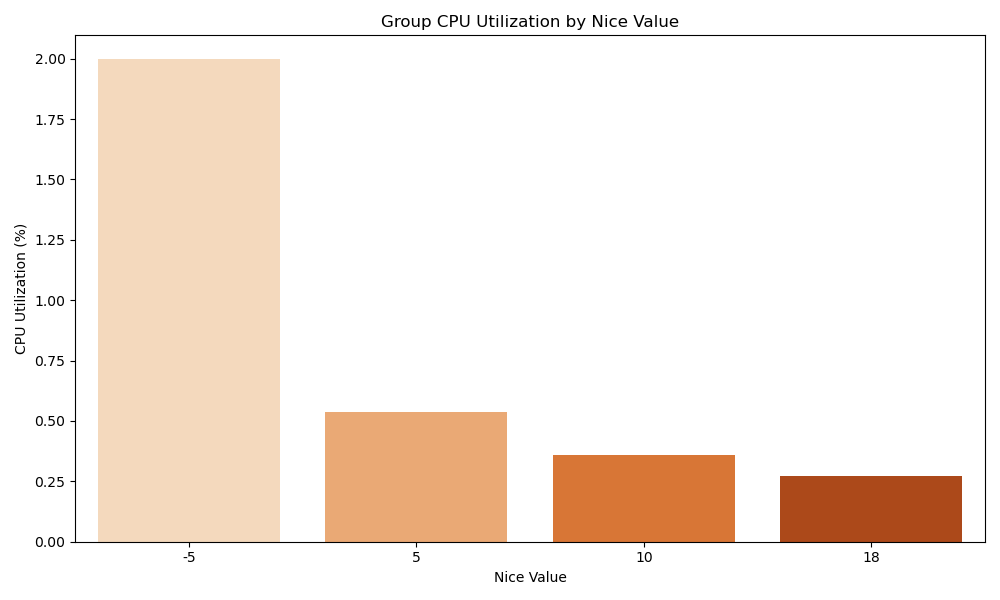 Group CPU Utilization by Nice Value
CPU Utilization (%)
2.00
1.75
1.50
1.25
1.00
0.75
0.50
0.25
0.00
-5 5 10 18
Nice Value